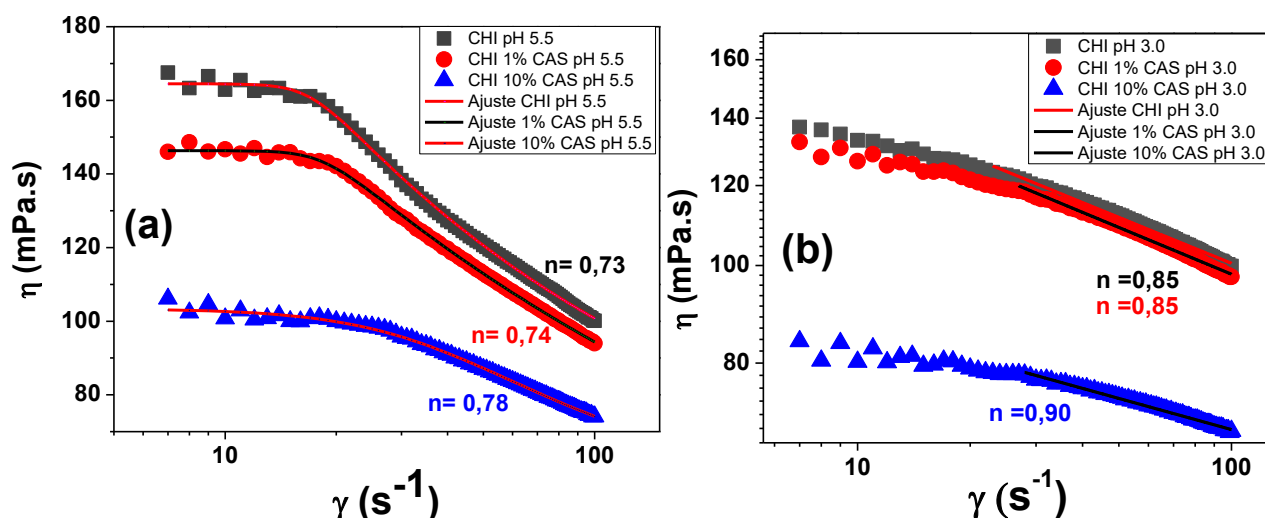 180
160
140
120
100
80
η (mPa.s)
CHI pH 5.5
CHI 1% CAS pH 5.5
CHI 10% CAS pH 5.5
Ajuste CHI pH 5.5
Ajuste 1% CAS pH 5.5
Ajuste 10% CAS pH 5.5
(a)
n= 0,73
n= 0,74
n= 0,78
10
100
γ (s⁻¹)
160
140
120
100
80
η (mPa.s)
CHI pH 3.0
CHI 1% CAS pH 3.0
CHI 10% CAS pH 3.0
Ajuste CHI pH 3.0
Ajuste 1% CAS pH 3.0
Ajuste 10% CAS pH 3.0
(b)
n =0,85
n =0,85
n =0,90
10
100
γ (s⁻¹)